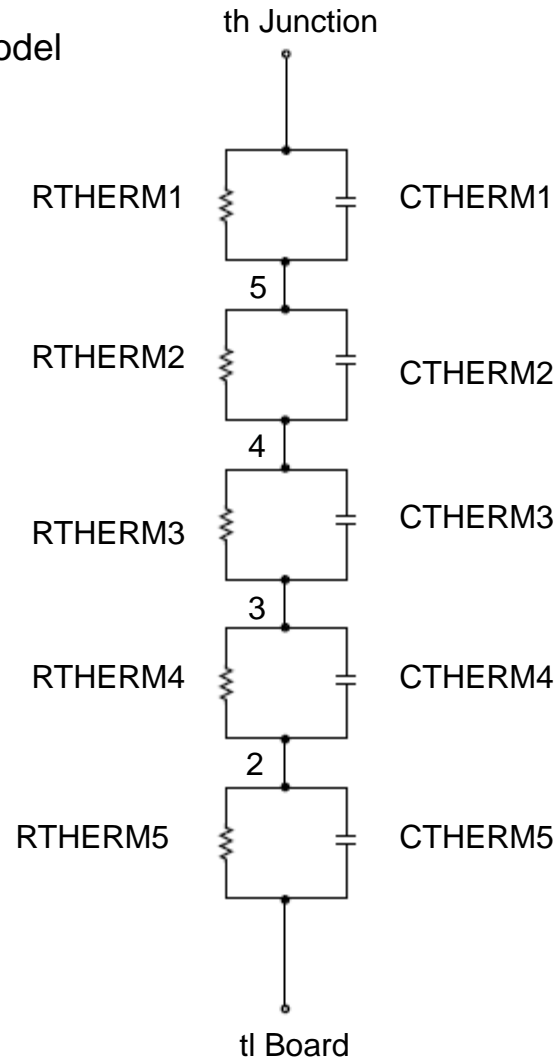 th Junction
odel
RTHERM1 CTHERM1
5
RTHERM2 CTHERM2
4
RTHERM3 CTHERM3
3
RTHERM4 CTHERM4
2
RTHERM5 CTHERM5
tl Board